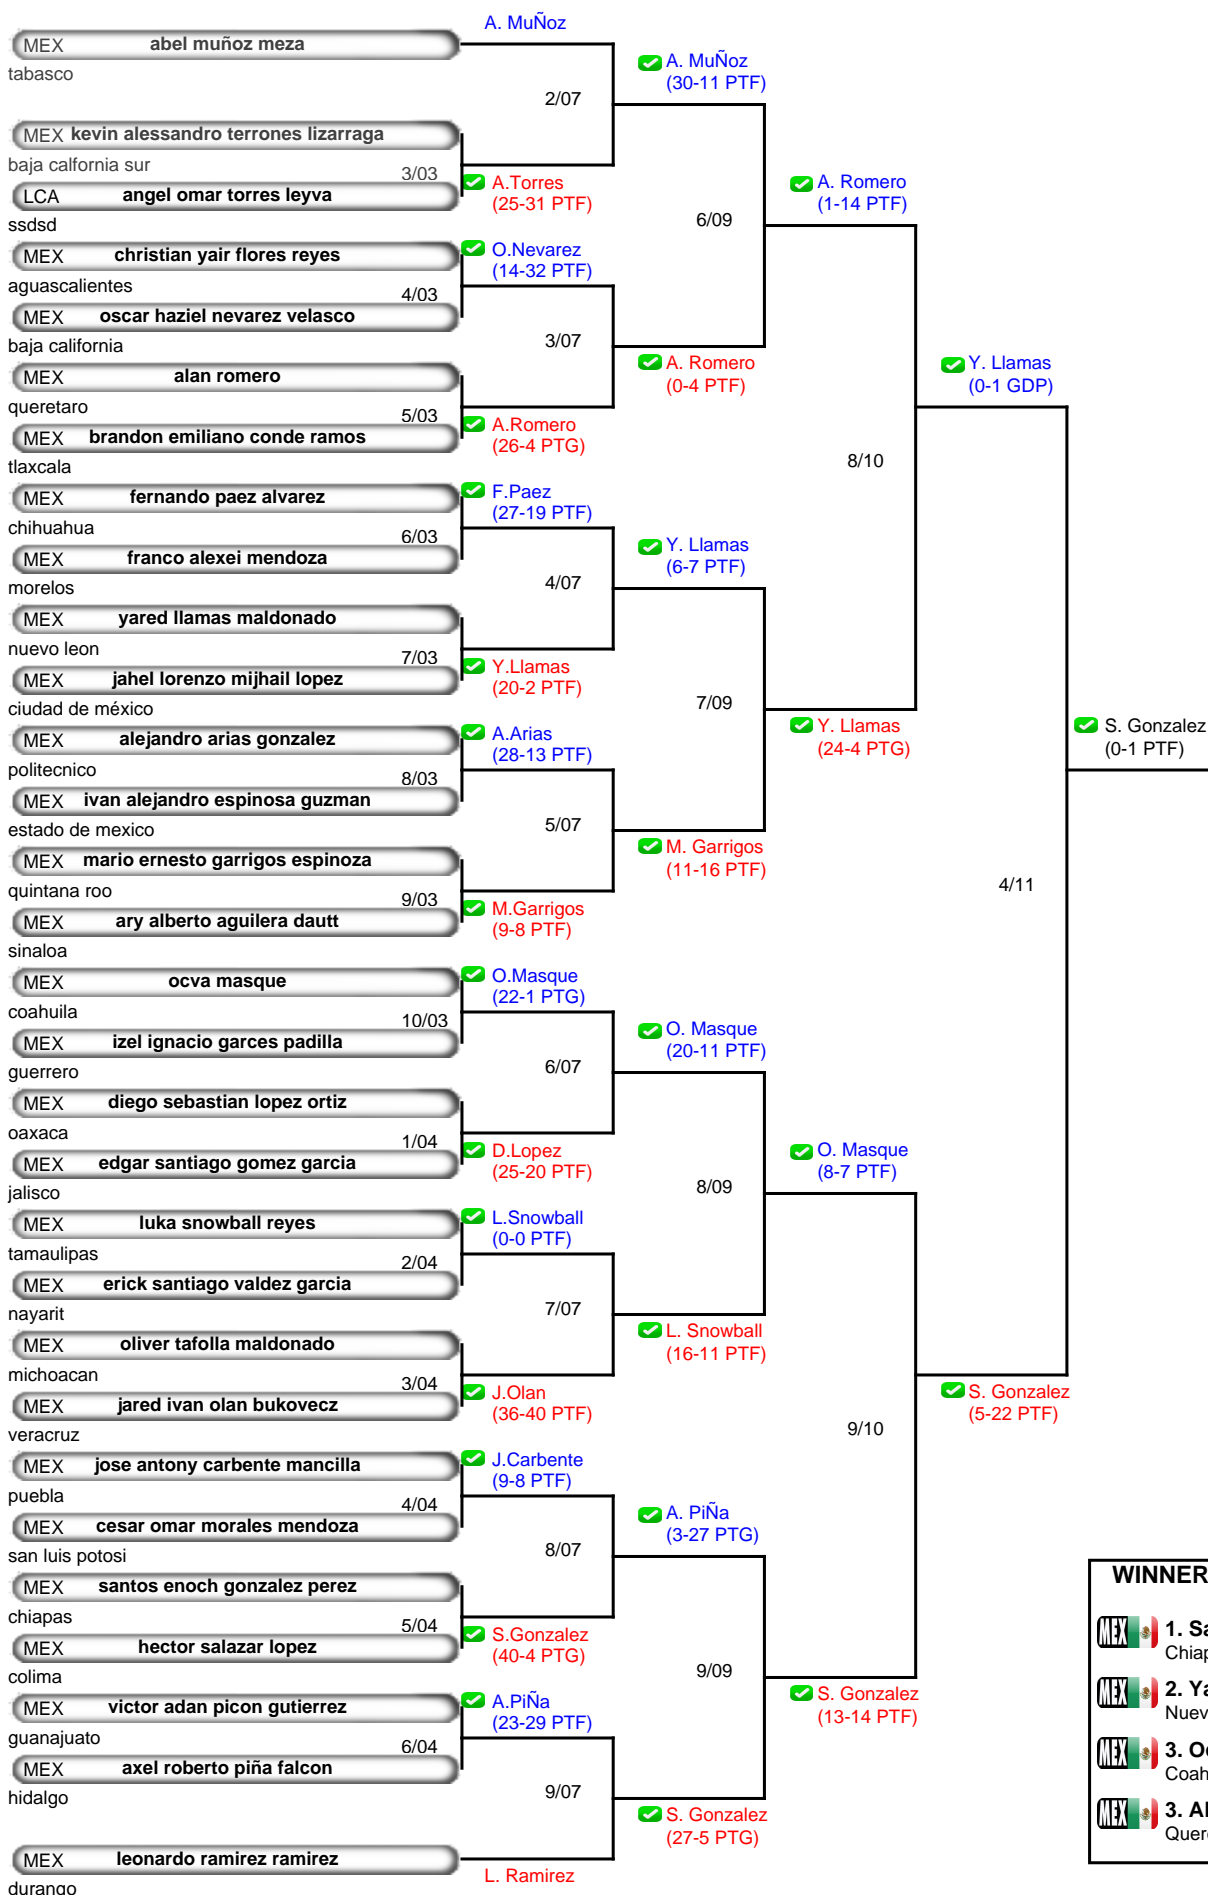 A. MuÑoz
MEX abel muñoz meza
tabasco
A. MuÑoz
(30-11 PTF)
2/07
MEX kevin alessandro terrones lizarraga
baja calfornia sur
3/03
LCA angel omar torres leyva
ssdsd
A.Torres
(25-31 PTF)
A. Romero
(1-14 PTF)
6/09
MEX christian yair flores reyes
aguascalientes
O.Nevarez
(14-32 PTF)
4/03
MEX oscar haziel nevarez velasco
baja california
3/07
MEX alan romero
queretaro
A. Romero
(0-4 PTF)
Y. Llamas
(0-1 GDP)
5/03
MEX brandon emiliano conde ramos
tlaxcala
A.Romero
(26-4 PTG)
8/10
MEX fernando paez alvarez
chihuahua
F.Paez
(27-19 PTF)
6/03
MEX franco alexei mendoza
morelos
Y. Llamas
(6-7 PTF)
4/07
MEX yared llamas maldonado
nuevo leon
7/03
MEX jahel lorenzo mijhail lopez
ciudad de méxico
Y.Llamas
(20-2 PTF)
7/09
MEX alejandro arias gonzalez
politecnico
A.Arias
(28-13 PTF)
Y. Llamas
(24-4 PTG)
S. Gonzalez
(0-1 PTF)
8/03
MEX ivan alejandro espinosa guzman
estado de mexico
5/07
MEX mario ernesto garrigos espinoza
quintana roo
M. Garrigos
(11-16 PTF)
4/11
9/03
MEX ary alberto aguilera dautt
sinaloa
M.Garrigos
(9-8 PTF)
MEX ocva masque
coahuila
O.Masque
(22-1 PTG)
10/03
MEX izel ignacio garces padilla
guerrero
O. Masque
(20-11 PTF)
6/07
MEX diego sebastian lopez ortiz
oaxaca
1/04
MEX edgar santiago gomez garcia
jalisco
D.Lopez
(25-20 PTF)
O. Masque
(8-7 PTF)
8/09
MEX luka snowball reyes
tamaulipas
L.Snowball
(0-0 PTF)
2/04
MEX erick santiago valdez garcia
nayarit
7/07
MEX oliver tafolla maldonado
michoacan
L. Snowball
(16-11 PTF)
3/04
MEX jared ivan olan bukovecz
veracruz
J.Olan
(36-40 PTF)
S. Gonzalez
(5-22 PTF)
9/10
MEX jose antony carbente mancilla
puebla
J.Carbente
(9-8 PTF)
4/04
MEX cesar omar morales mendoza
san luis potosi
A. PiÑa
(3-27 PTG)
8/07
MEX santos enoch gonzalez perez
chiapas
5/04
MEX hector salazar lopez
colima
S.Gonzalez
(40-4 PTG)
9/09
MEX victor adan picon gutierrez
guanajuato
A.PiÑa
(23-29 PTF)
S. Gonzalez
(13-14 PTF)
6/04
MEX axel roberto piña falcon
hidalgo
9/07
S. Gonzalez
(27-5 PTG)
MEX leonardo ramirez ramirez
durango
L. Ramirez
WINNER
MEX 1. Sa
Chiap
MEX 2. Ya
Nuev
MEX 3. Oc
Coah
MEX 3. Al
Quer